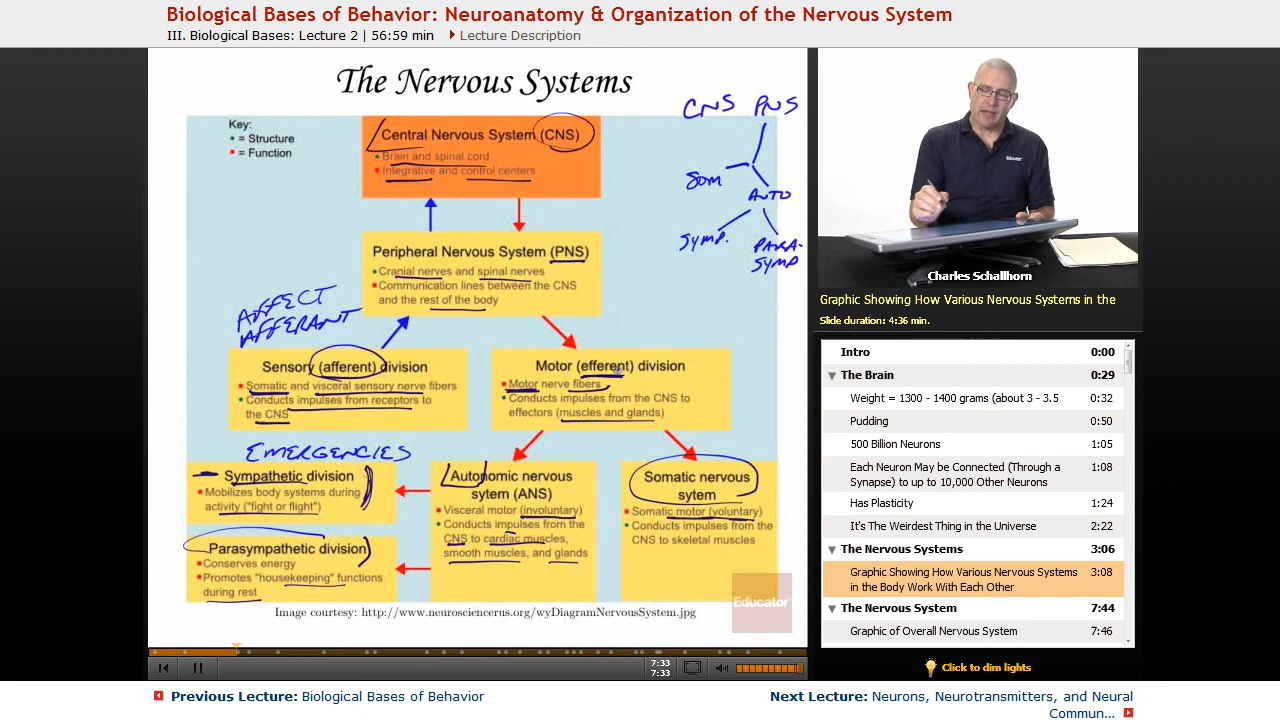 Biological Bases of Behavior: Neuroanatomy & Organization of the Nervous System
III. Biological Bases: Lecture 2 | 56:59 min Lecture Description
The Nervous Systems
Key:
= Structure
= Function
Central Nervous System (CNS)
Brain and spinal cord
Integrative and control centers
CNS PNS
SOM
AUTO
SYMP.
PARA-
SYMP
Peripheral Nervous System (PNS)
Cranial nerves and spinal nerves
Communication lines between the CNS
and the rest of the body
AFFECT
AFFERANT
Sensory (afferent) division
Somatic and visceral sensory nerve fibers
Conducts impulses from receptors to
the CNS
Motor (efferent) division
Motor nerve fibers
Conducts impulses from the CNS to
effectors (muscles and glands)
EMERGENCIES
Sympathetic division
Mobilizes body systems during
activity ("fight or flight")
Parasympathetic division
Conserves energy
Promotes "housekeeping" functions
during rest
Autonomic nervous
sytem (ANS)
Visceral motor (involuntary)
Conducts impulses from the
CNS to cardiac muscles,
smooth muscles, and glands
Somatic nervous
sytem
Somatic motor (voluntary)
Conducts impulses from the
CNS to skeletal muscles
Educator
Image courtesy: http://www.neurosciencerus.org/wyDiagramNervousSystem.jpg
7:33
7:33
Charles Schallhorn
Graphic Showing How Various Nervous Systems in the
Slide duration: 4:36 min.
Intro 0:00
The Brain 0:29
Weight = 1300 - 1400 grams (about 3 - 3.5 0:32
Pudding 0:50
500 Billion Neurons 1:05
Each Neuron May be Connected (Through a 1:08
Synapse) to up to 10,000 Other Neurons
Has Plasticity 1:24
It's The Weirdest Thing in the Universe 2:22
The Nervous Systems 3:06
Graphic Showing How Various Nervous Systems 3:08
in the Body Work With Each Other
The Nervous System 7:44
Graphic of Overall Nervous System 7:46
Click to dim lights
Previous Lecture: Biological Bases of Behavior
Next Lecture: Neurons, Neurotransmitters, and Neural
Commun...